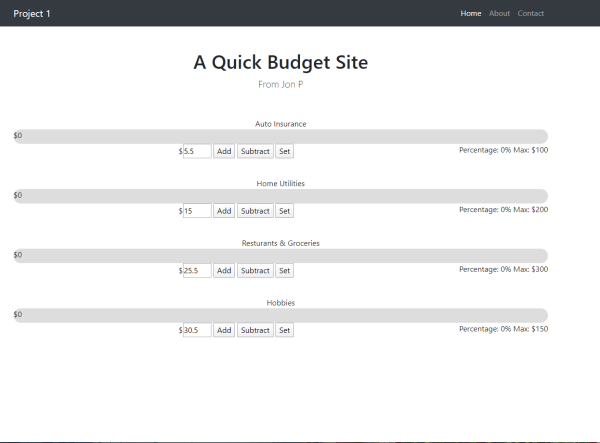 Project 1 Home About Contact
A Quick Budget Site
From Jon P
Auto Insurance
$0
$5.5 Add Subtract Set Percentage: 0% Max: $100
Home Utilities
$0
$15 Add Subtract Set Percentage: 0% Max: $200
Resturants & Groceries
$0
$25.5 Add Subtract Set Percentage: 0% Max: $300
Hobbies
$0
$30.5 Add Subtract Set Percentage: 0% Max: $150